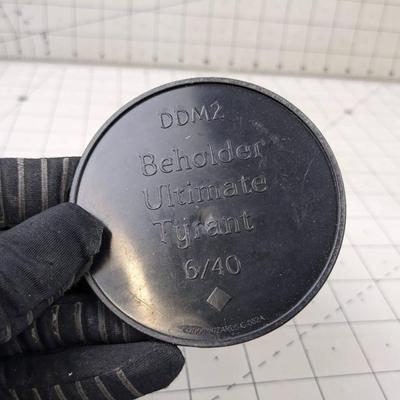 DDM2
Beholder
Ultimate
Tyrant
6/40